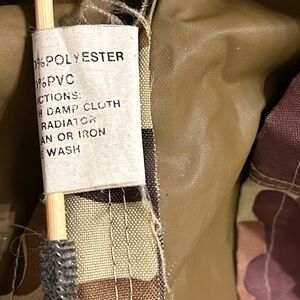 %POLYESTER
%PVC
CTIONS:
H DAMP CLOTH
RADIATOR
AN OR IRON
WASH